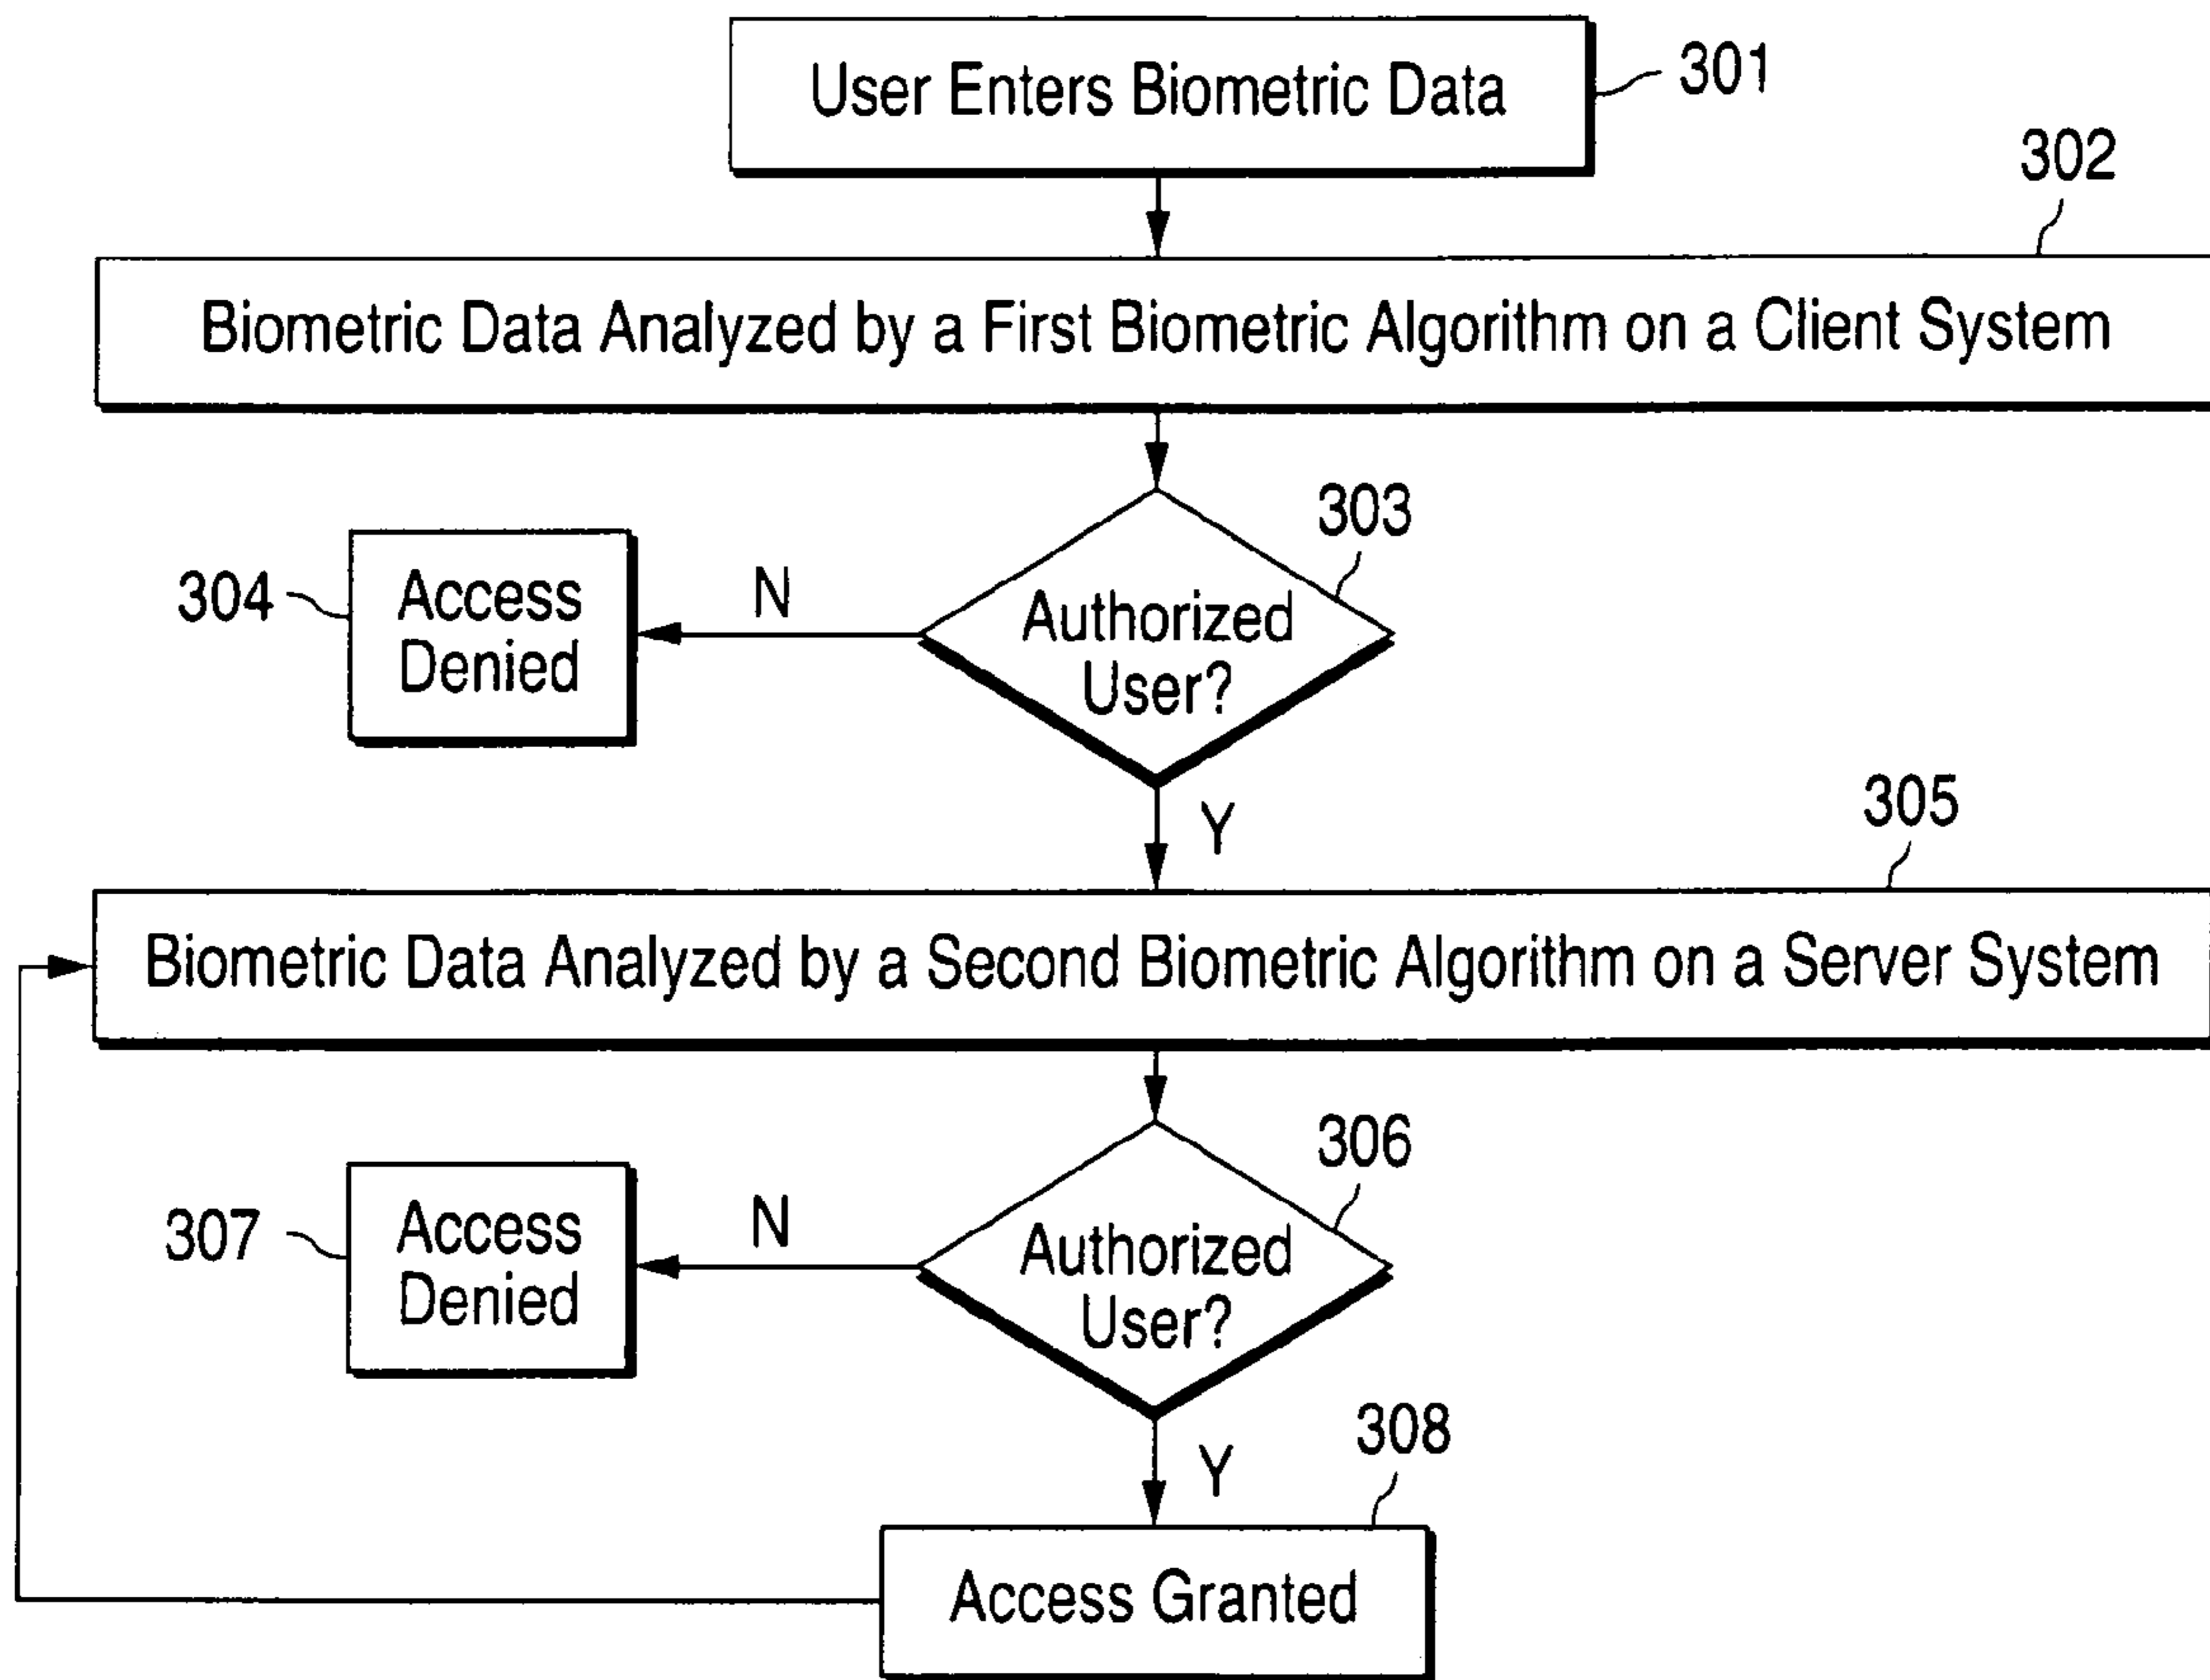 User Enters Biometric Data
301
302
Biometric Data Analyzed by a First Biometric Algorithm on a Client System
303
304
Access
Denied
N
Authorized
User?
Y
305
Biometric Data Analyzed by a Second Biometric Algorithm on a Server System
306
307
Access
Denied
N
Authorized
User?
Y
308
Access Granted